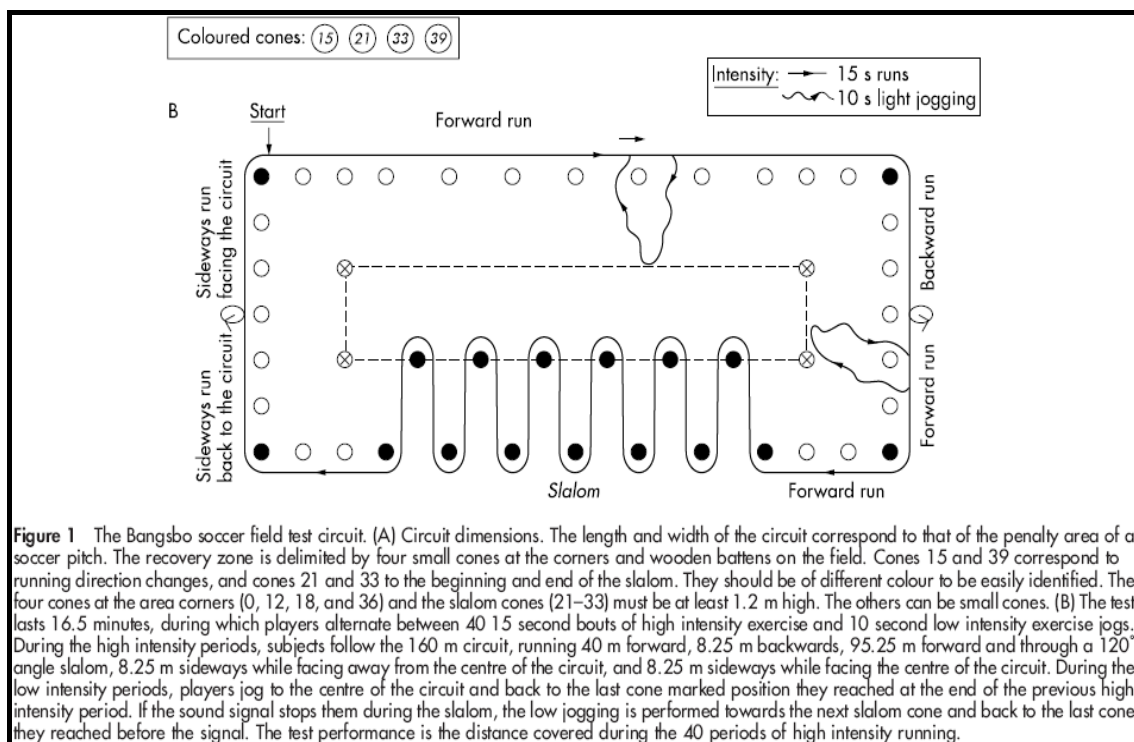 Coloured cones: 15 21 33 39
Intensity: 15 s runs
10 s light jogging
B
Start
Forward run
Sideways run
facing the circuit
Backward run
Sideways run
back to the circuit
Forward run
Slalom
Forward run
Figure 1 The Bangsbo soccer field test circuit. (A) Circuit dimensions. The length and width of the circuit correspond to that of the penalty area of a
soccer pitch. The recovery zone is delimited by four small cones at the corners and wooden battens on the field. Cones 15 and 39 correspond to
running direction changes, and cones 21 and 33 to the beginning and end of the slalom. They should be of different colour to be easily identified. The
four cones at the area corners (0, 12, 18, and 36) and the slalom cones (21–33) must be at least 1.2 m high. The others can be small cones. (B) The test
lasts 16.5 minutes, during which players alternate between 40 15 second bouts of high intensity exercise and 10 second low intensity exercise jogs.
During the high intensity periods, subjects follow the 160 m circuit, running 40 m forward, 8.25 m backwards, 95.25 m forward and through a 120°
angle slalom, 8.25 m sideways while facing away from the centre of the circuit, and 8.25 m sideways while facing the centre of the circuit. During the
low intensity periods, players jog to the centre of the circuit and back to the last cone marked position they reached at the end of the previous high
intensity period. If the sound signal stops them during the slalom, the low jogging is performed towards the next slalom cone and back to the last cone
they reached before the signal. The test performance is the distance covered during the 40 periods of high intensity running.